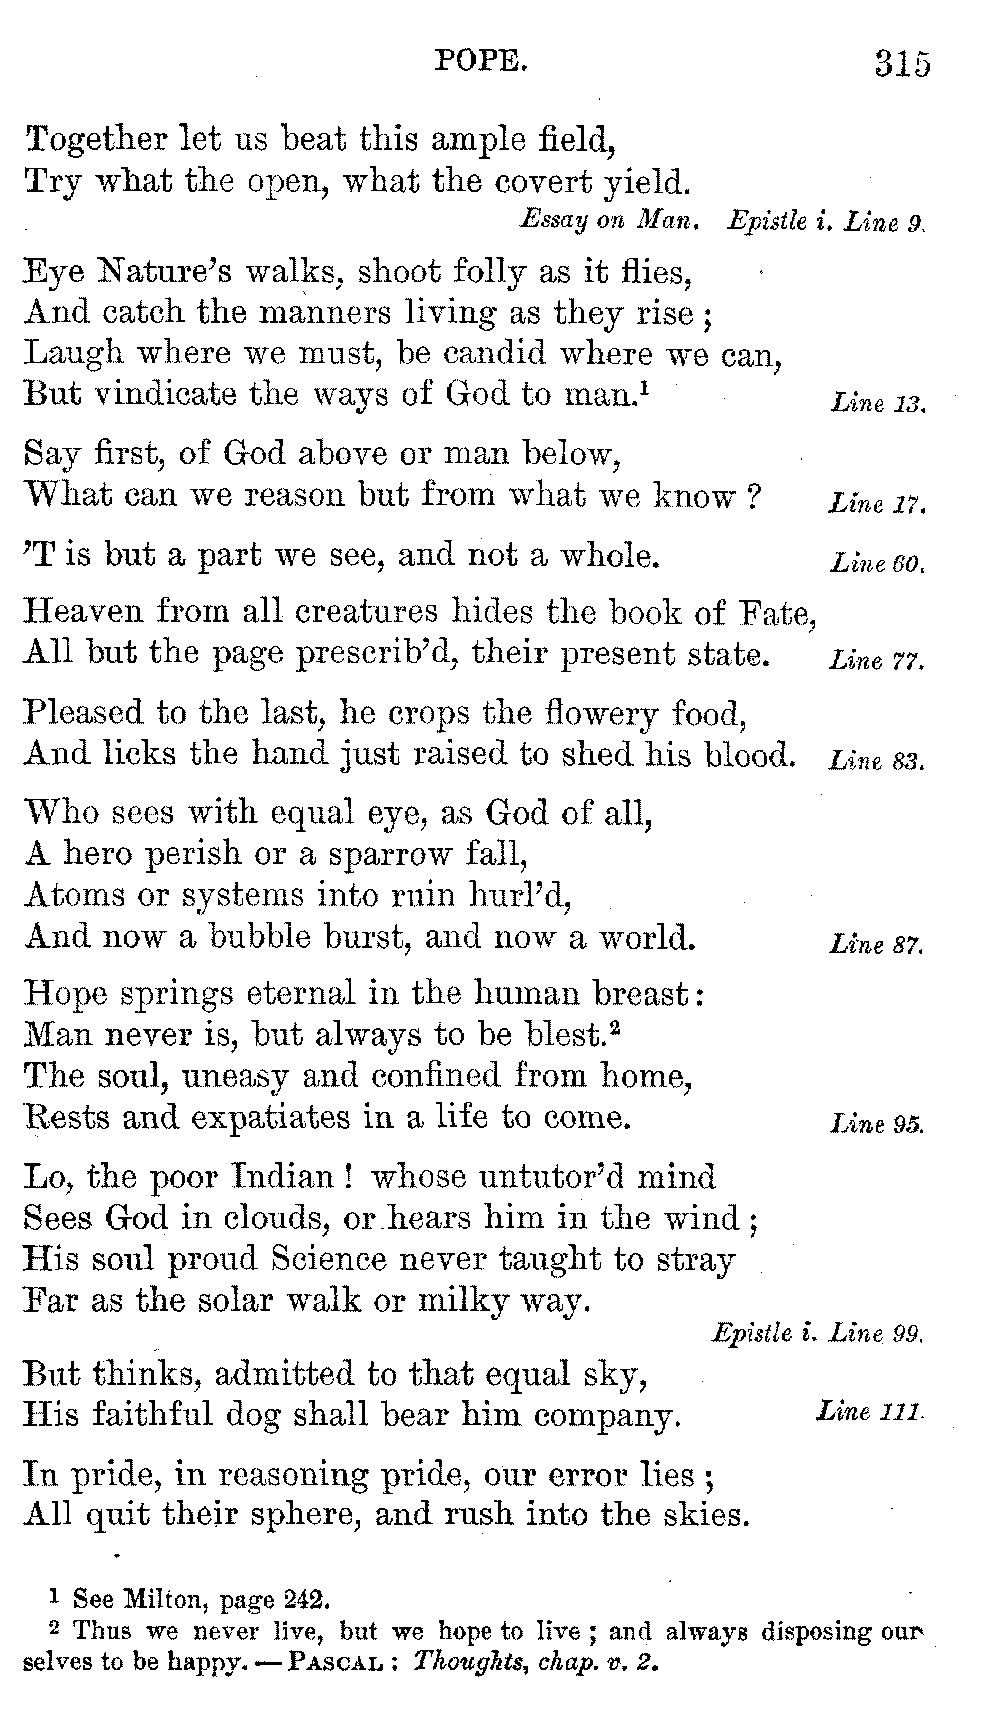 POPE. 315
Together let us beat this ample field,
Try what the open, what the covert yield.
Essay on Man. Epistle i. Line 9.
Eye Nature's walks, shoot folly as it flies,
And catch the manners living as they rise ;
Laugh where we must, be candid where we can,
But vindicate the ways of God to man.¹ Line 13.
Say first, of God above or man below,
What can we reason but from what we know ? Line 17.
'T is but a part we see, and not a whole. Line 60.
Heaven from all creatures hides the book of Fate,
All but the page prescrib'd, their present state. Line 77.
Pleased to the last, he crops the flowery food,
And licks the hand just raised to shed his blood. Line 83.
Who sees with equal eye, as God of all,
A hero perish or a sparrow fall,
Atoms or systems into ruin hurl'd,
And now a bubble burst, and now a world. Line 87.
Hope springs eternal in the human breast :
Man never is, but always to be blest.²
The soul, uneasy and confined from home,
Rests and expatiates in a life to come. Line 95.
Lo, the poor Indian ! whose untutor'd mind
Sees God in clouds, or hears him in the wind ;
His soul proud Science never taught to stray
Far as the solar walk or milky way.
Epistle i. Line 99.
But thinks, admitted to that equal sky,
His faithful dog shall bear him company. Line 111.
In pride, in reasoning pride, our error lies ;
All quit their sphere, and rush into the skies.
1 See Milton, page 242.
2 Thus we never live, but we hope to live ; and always disposing our
selves to be happy. — PASCAL : Thoughts, chap. v. 2.